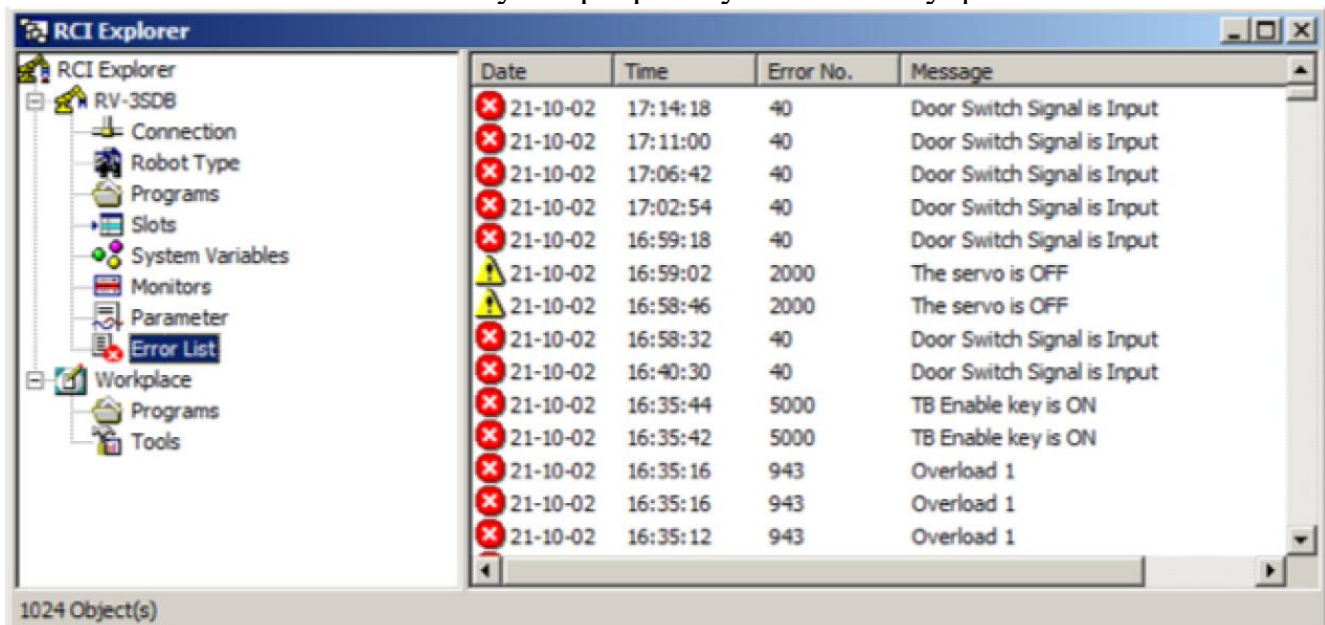 RCI Explorer
RCI Explorer
RV-3SDB
Connection
Robot Type
Programs
Slots
System Variables
Monitors
Parameter
Error List
Workplace
Programs
Tools
Date Time Error No. Message
21-10-02 17:14:18 40 Door Switch Signal is Input
21-10-02 17:11:00 40 Door Switch Signal is Input
21-10-02 17:06:42 40 Door Switch Signal is Input
21-10-02 17:02:54 40 Door Switch Signal is Input
21-10-02 16:59:18 40 Door Switch Signal is Input
21-10-02 16:59:02 2000 The servo is OFF
21-10-02 16:58:46 2000 The servo is OFF
21-10-02 16:58:32 40 Door Switch Signal is Input
21-10-02 16:40:30 40 Door Switch Signal is Input
21-10-02 16:35:44 5000 TB Enable key is ON
21-10-02 16:35:42 5000 TB Enable key is ON
21-10-02 16:35:16 943 Overload 1
21-10-02 16:35:16 943 Overload 1
21-10-02 16:35:12 943 Overload 1
1024 Object(s)